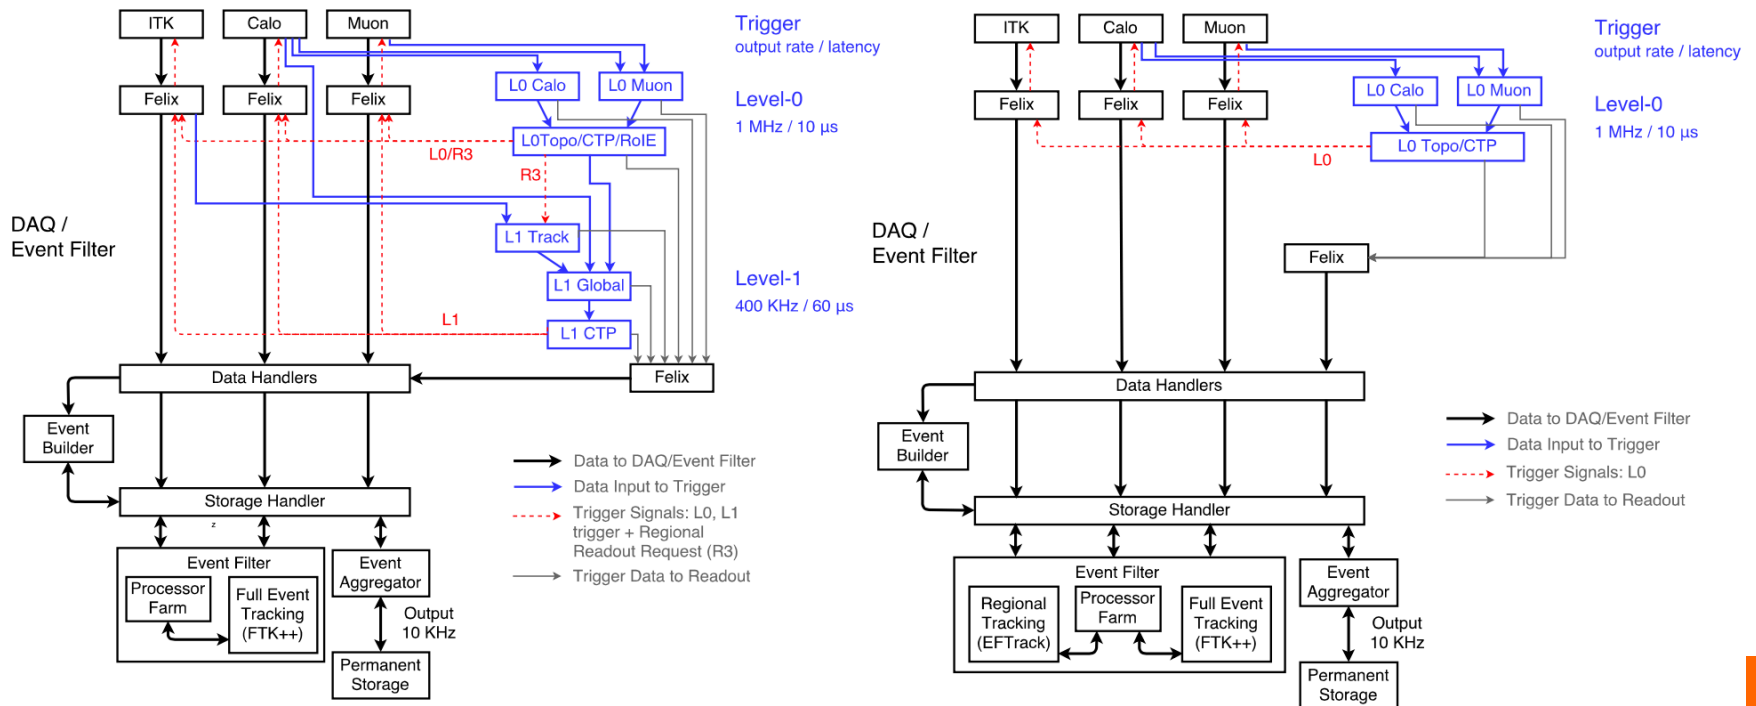 ITK
Calo
Muon
Trigger
output rate / latency
L0 Calo
L0 Muon
Felix
Felix
Felix
Level-0
1 MHz / 10 µs
L0Topo/CTP/RoIE
L0/R3
R3
DAQ /
Event Filter
L1 Track
L1 Global
Level-1
400 KHz / 60 µs
L1
L1 CTP
Data Handlers
Felix
Event
Builder
Storage Handler
z
Event Filter
Processor
Farm
Full Event
Tracking
(FTK++)
Event
Aggregator
Output
10 KHz
Permanent
Storage
Data to DAQ/Event Filter
Data Input to Trigger
Trigger Signals: L0, L1
trigger + Regional
Readout Request (R3)
Trigger Data to Readout
ITK
Calo
Muon
Trigger
output rate / latency
L0 Calo
L0 Muon
Felix
Felix
Felix
Level-0
1 MHz / 10 µs
L0 Topo/CTP
L0
DAQ /
Event Filter
Felix
Data Handlers
Event
Builder
Storage Handler
Event Filter
Regional
Tracking
(EFTrack)
Processor
Farm
Full Event
Tracking
(FTK++)
Event
Aggregator
Output
10 KHz
Permanent
Storage
Data to DAQ/Event Filter
Data Input to Trigger
Trigger Signals: L0
Trigger Data to Readout